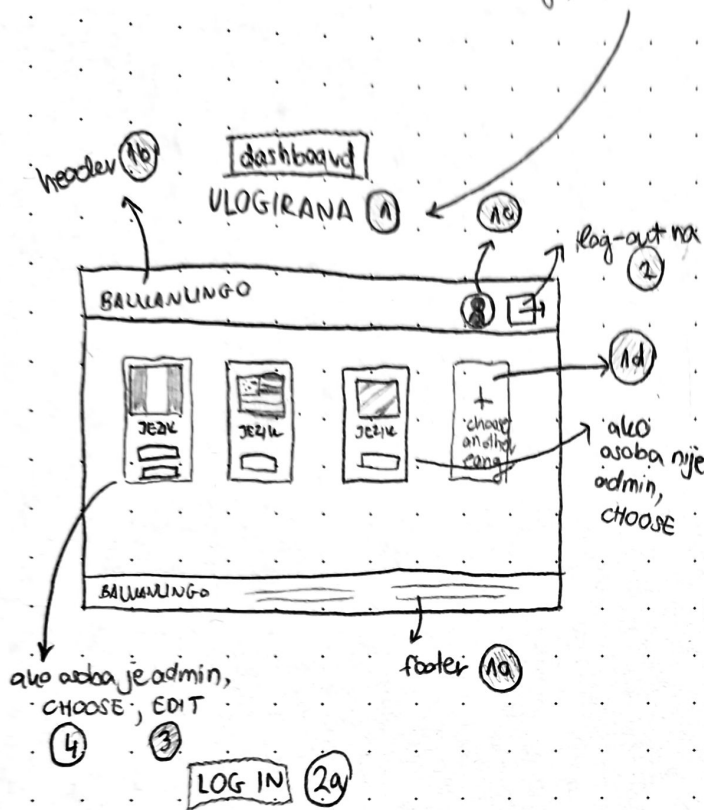 dashboard
header 1b
ULOGIRANA 1
1c
log-out na
2
BALKANLINGO
1d
JEZIK
JEZIK
JEZIK
+
choose
another
lang
ako
osoba nije
admin,
CHOOSE
BALKANLINGO
footer 1a
ako osoba je admin,
CHOOSE, EDIT
4 3
LOG IN 2a